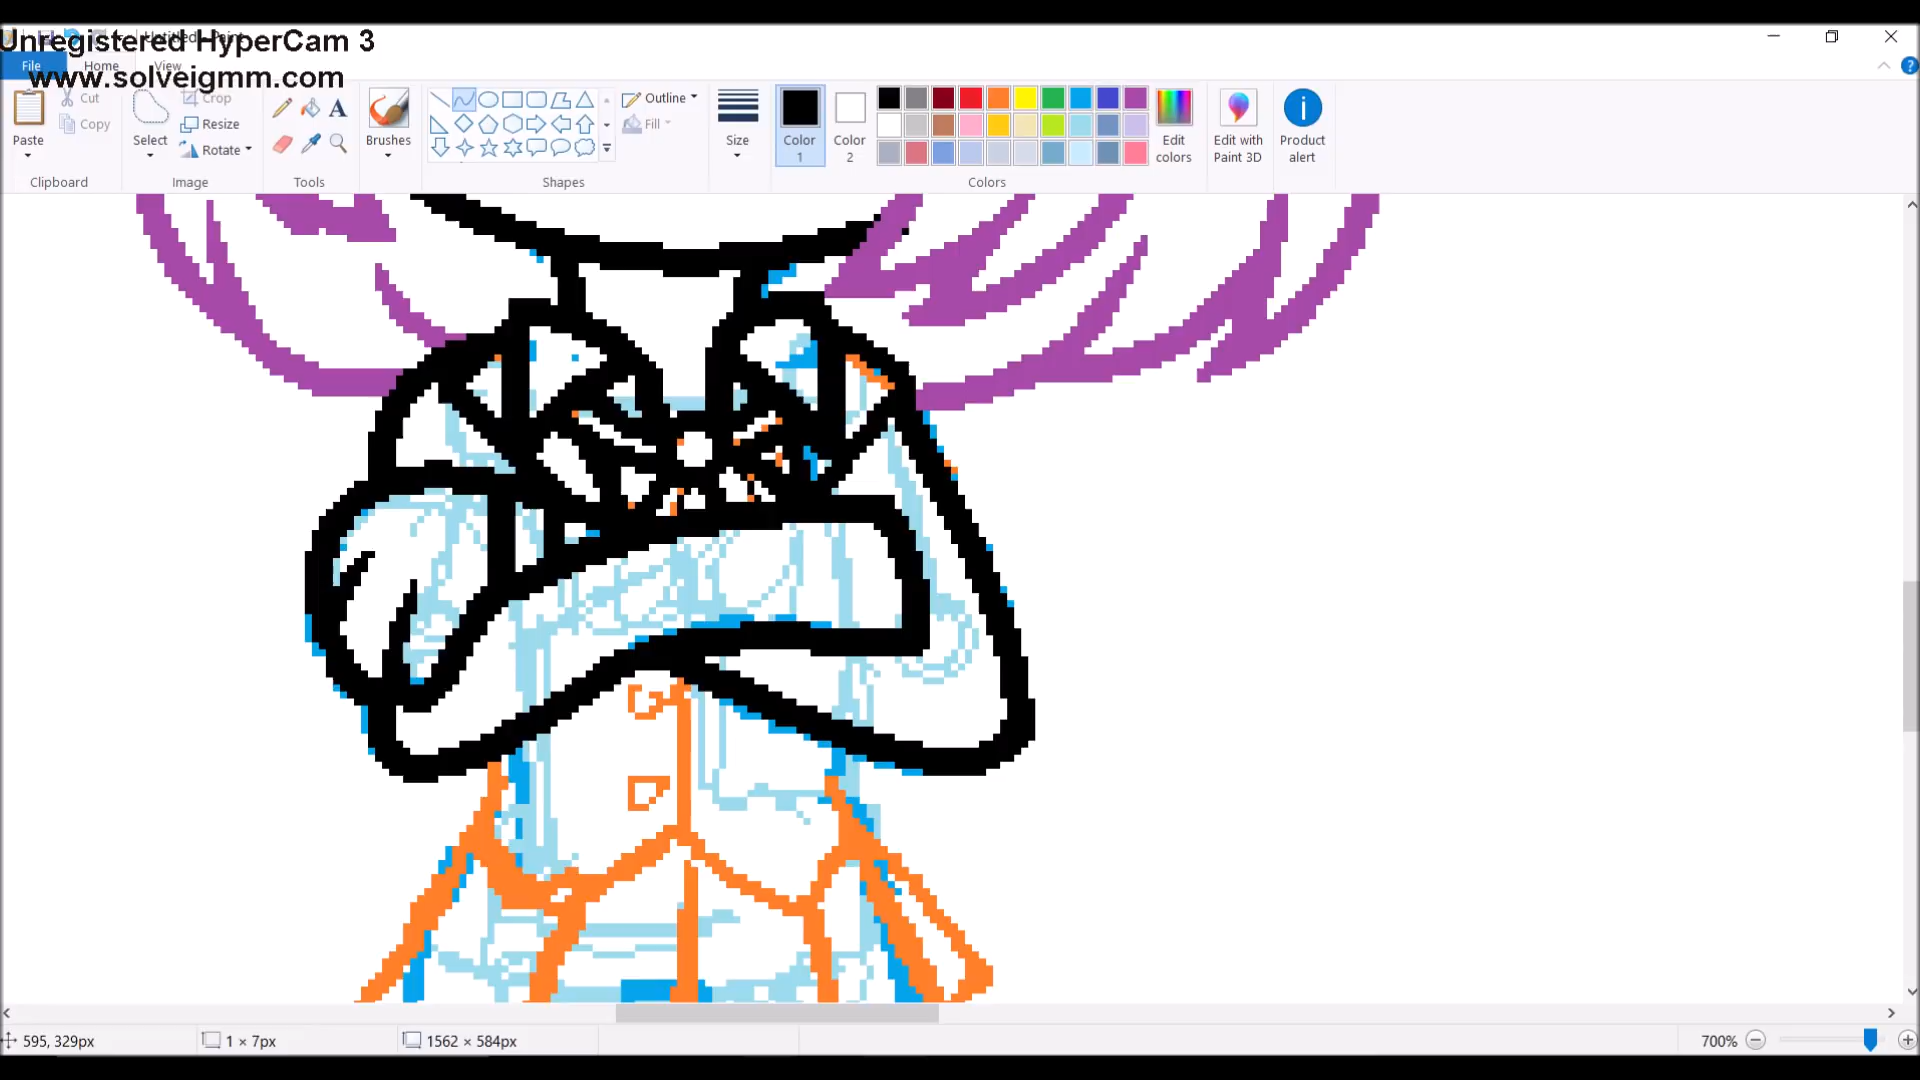 Unregistered HyperCam 3
www.solveigmm.com
File
Home
View
Paste
Cut
Copy
Clipboard
Select
Crop
Resize
Rotate
Image
A
Tools
Brushes
Shapes
Outline
Fill
Size
Color 1
Color 2
Edit colors
Colors
Edit with Paint 3D
Product alert
595, 329px
1 × 7px
1562 × 584px
700%